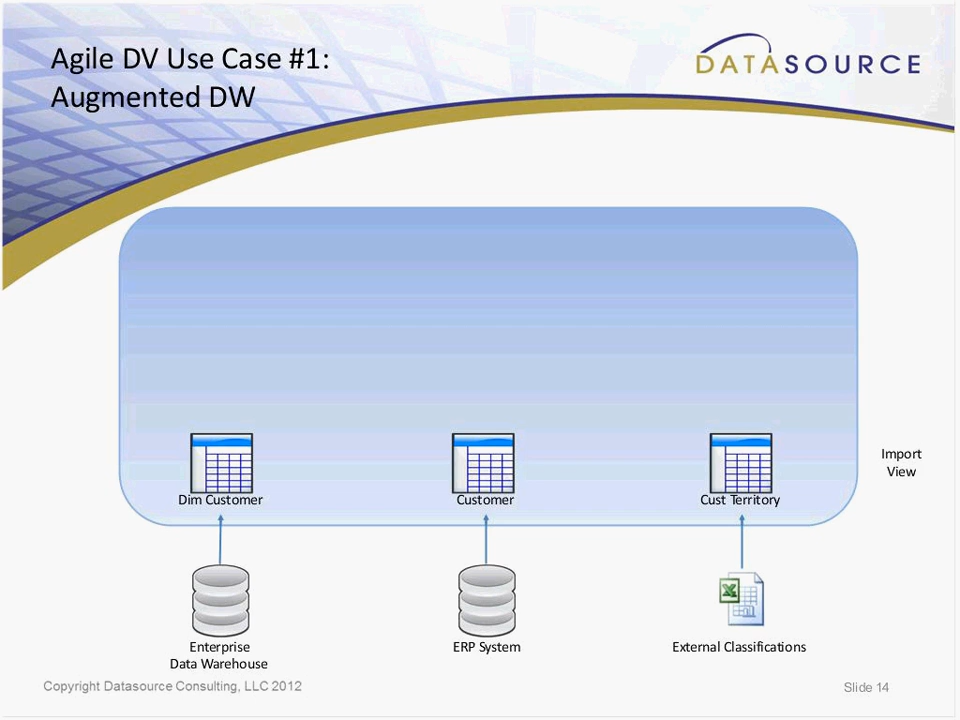 Agile DV Use Case #1:
Augmented DW
DATASOURCE
Import
View
Dim Customer
Customer
Cust Territory
Enterprise
Data Warehouse
ERP System
External Classifications
Copyright Datasource Consulting, LLC 2012
Slide 14